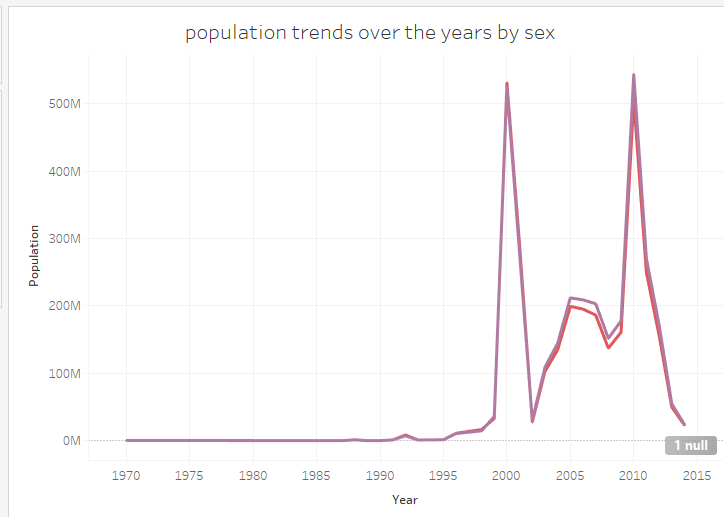 population trends over the years by sex
500M
400M
300M
200M
100M
0M
Population
1 null
1970 1975 1980 1985 1990 1995 2000 2005 2010 2015
Year